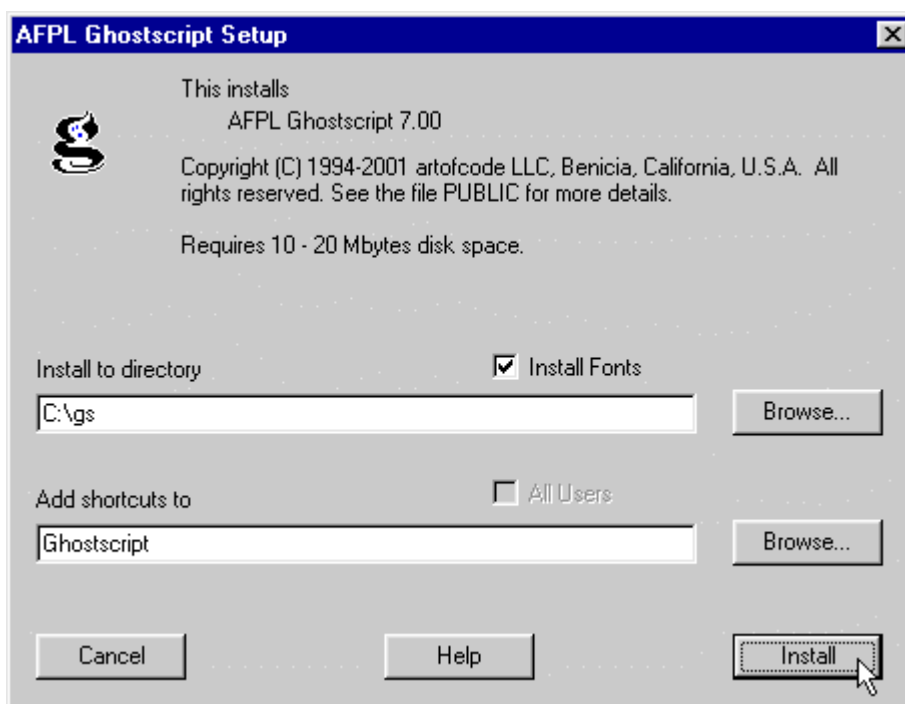 AFPL Ghostscript Setup
This installs
AFPL Ghostscript 7.00
Copyright (C) 1994-2001 artofcode LLC, Benicia, California, U.S.A.  All
rights reserved. See the file PUBLIC for more details.
Requires 10 - 20 Mbytes disk space.
Install to directory
Install Fonts
C:\gs
Browse...
Add shortcuts to
All Users
Ghostscript
Browse...
Cancel
Help
Install